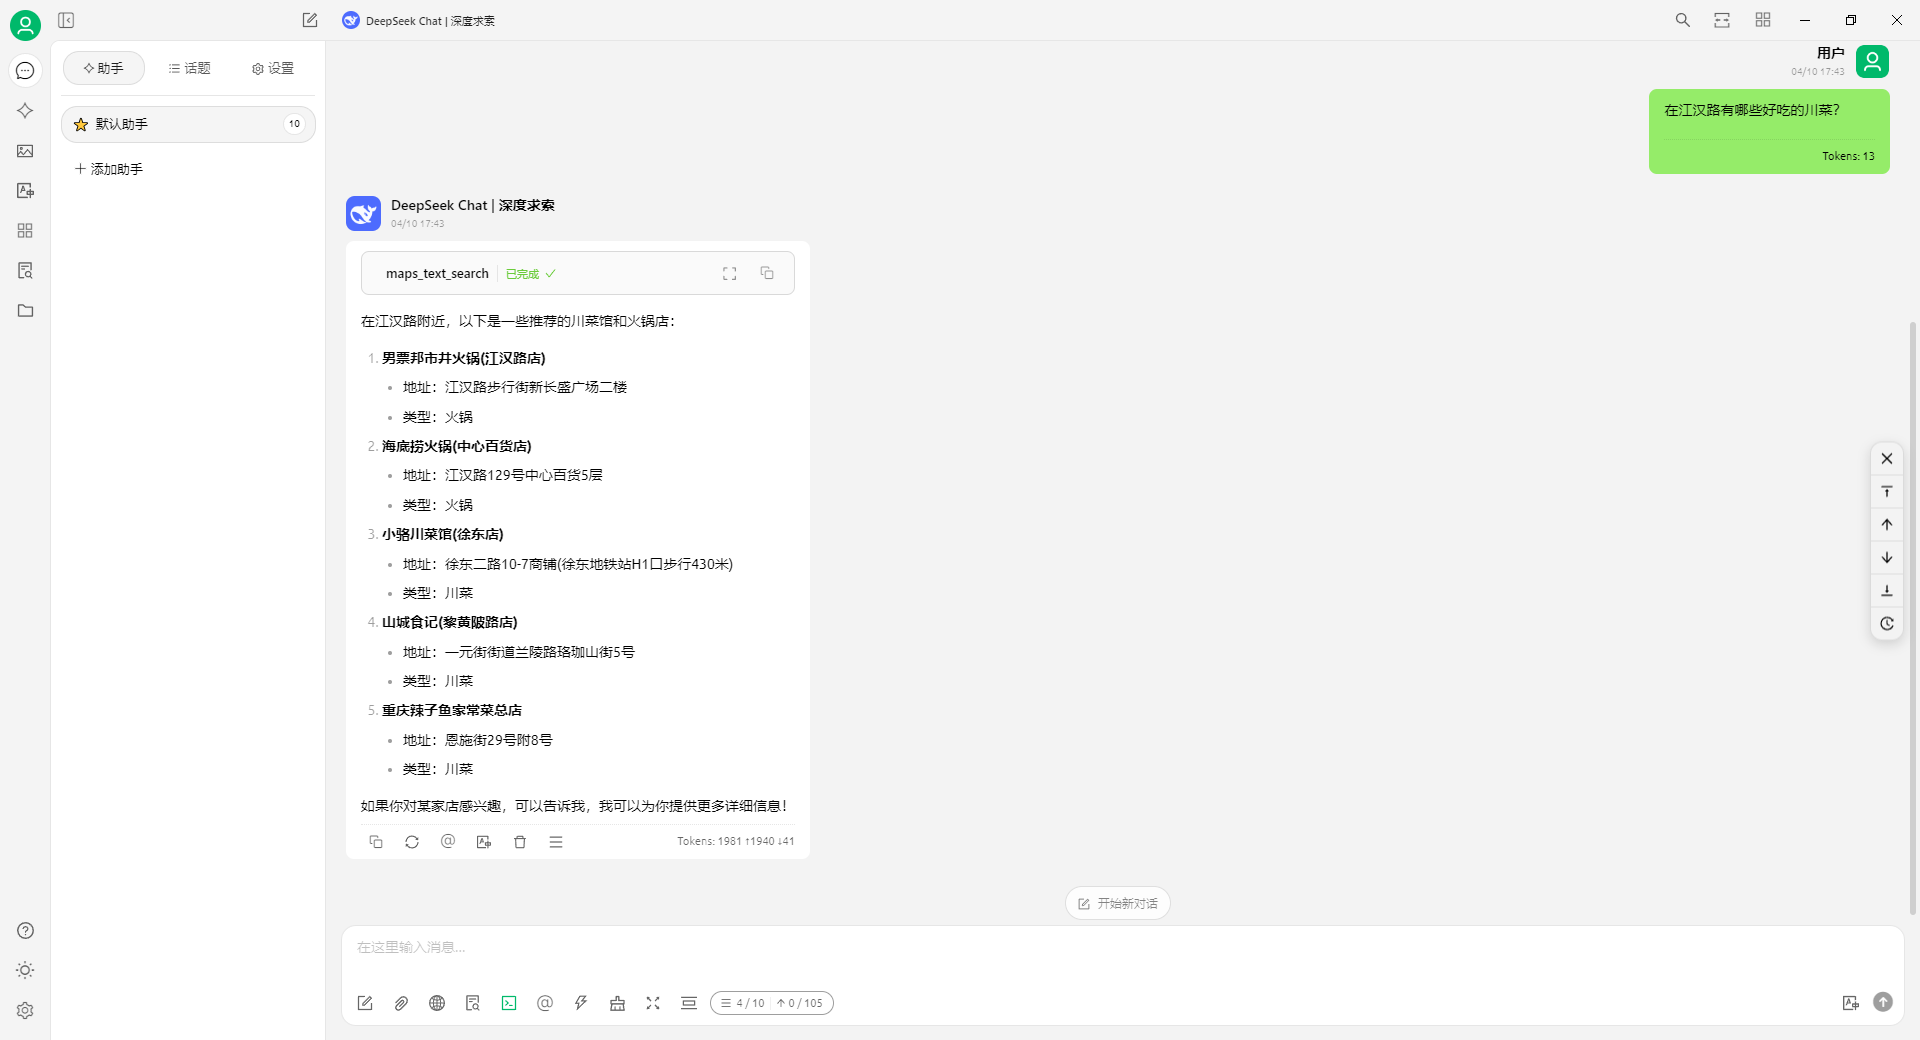 DeepSeek Chat | 深度求索
助手
话题
设置
默认助手
10
添加助手
用户
04/10 17:43
在江汉路有哪些好吃的川菜？
Tokens: 13
DeepSeek Chat | 深度求索
04/10 17:43
maps_text_search
已完成
在江汉路附近，以下是一些推荐的川菜馆和火锅店：
1. 男票邦市井火锅(江汉路店)
地址：江汉路步行街新长盛广场二楼
类型：火锅
2. 海底捞火锅(中心百货店)
地址：江汉路129号中心百货5层
类型：火锅
3. 小骆川菜馆(徐东店)
地址：徐东二路10-7商铺(徐东地铁站H1口步行430米)
类型：川菜
4. 山城食记(黎黄陂路店)
地址：一元街街道兰陵路珞珈山街5号
类型：川菜
5. 重庆辣子鱼家常菜总店
地址：恩施街29号附8号
类型：川菜
如果你对某家店感兴趣，可以告诉我，我可以为你提供更多详细信息！
Tokens: 1981 ↑1940 ↓41
开始新对话
在这里输入消息...
4 / 10
↑ 0 / 105